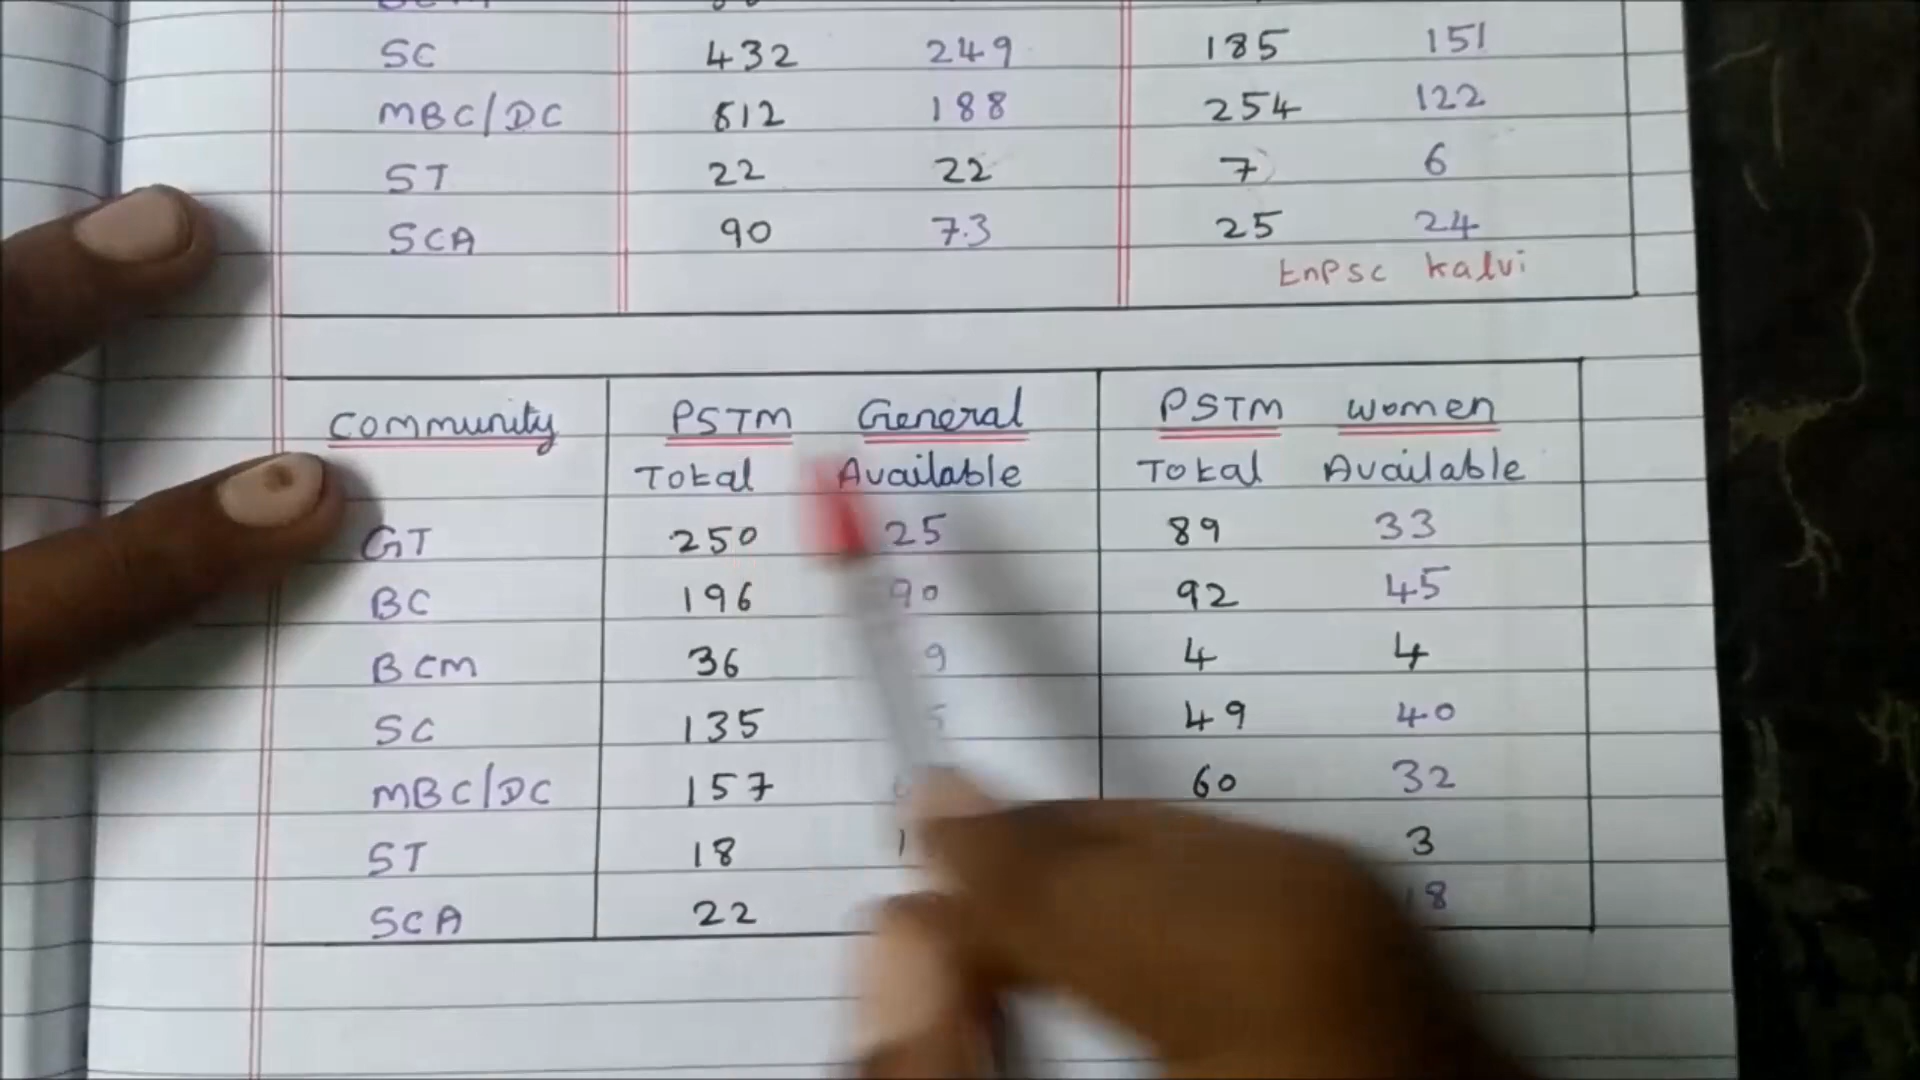 SC 432 249 185 151
MBC/DC 612 188 254 122
ST 22 22 7 6
SCA 90 73 25 24
tnpsc kalvi
Community PSTM General PSTM women
Total Available Total Available
GT 250 25 89 33
BC 196 90 92 45
BCM 36 9 4 4
SC 135 49 40
MBC/DC 157 60 32
ST 18 3
SCA 22 18